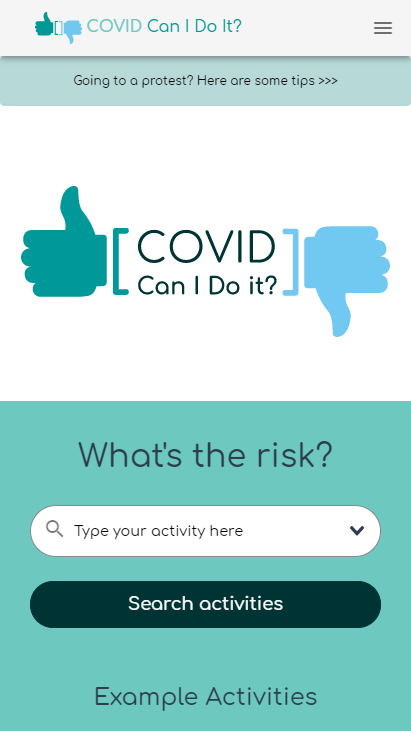 COVID Can I Do It?
Going to a protest? Here are some tips >>>
[COVID]
Can I Do it?
What's the risk?
Type your activity here
Search activities
Example Activities